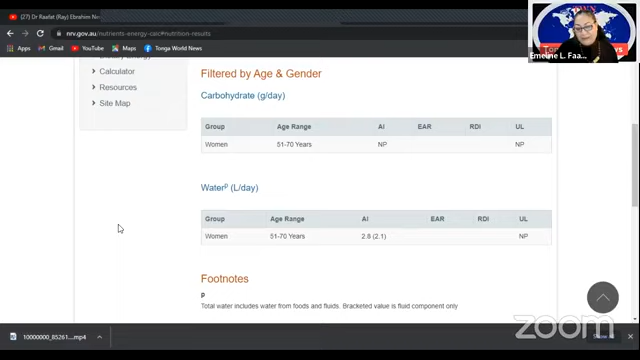 (27) Dr Raafat (Ray) Ebrahim Ne
nrv.gov.au/nutrients-energy-calc#nutrition-results
Apps
Gmail
YouTube
Maps
Tonga World News
Emeline L. Faa...
Calculator
Resources
Site Map
Filtered by Age & Gender
Carbohydrate (g/day)
Group Age Range AI EAR RDI UL
Women 51-70 Years NP NP
Waterᵖ (L/day)
Group Age Range AI EAR RDI UL
Women 51-70 Years 2.8 (2.1) NP
Footnotes
p
Total water includes water from foods and fluids. Bracketed value is fluid component only
zoom
10000000_85261....mp4
Show all